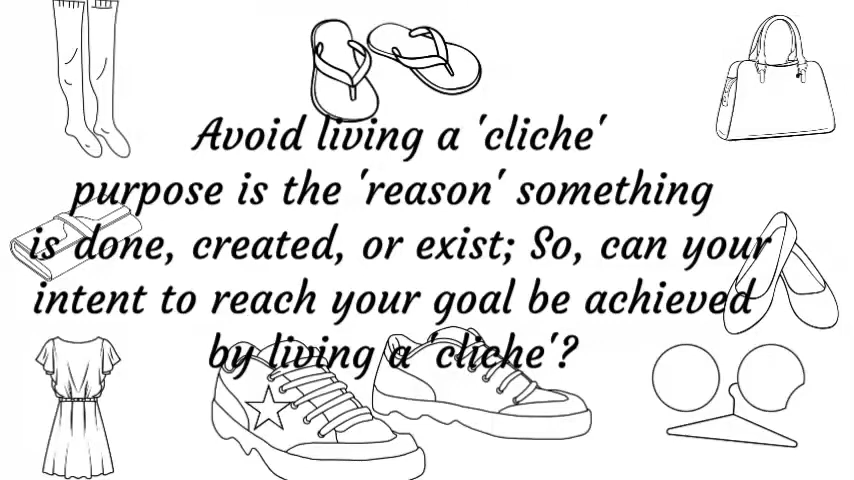 Avoid living a 'cliche'
purpose is the 'reason' something
is done, created, or exist; So, can your
intent to reach your goal be achieved
by living a 'cliche'?